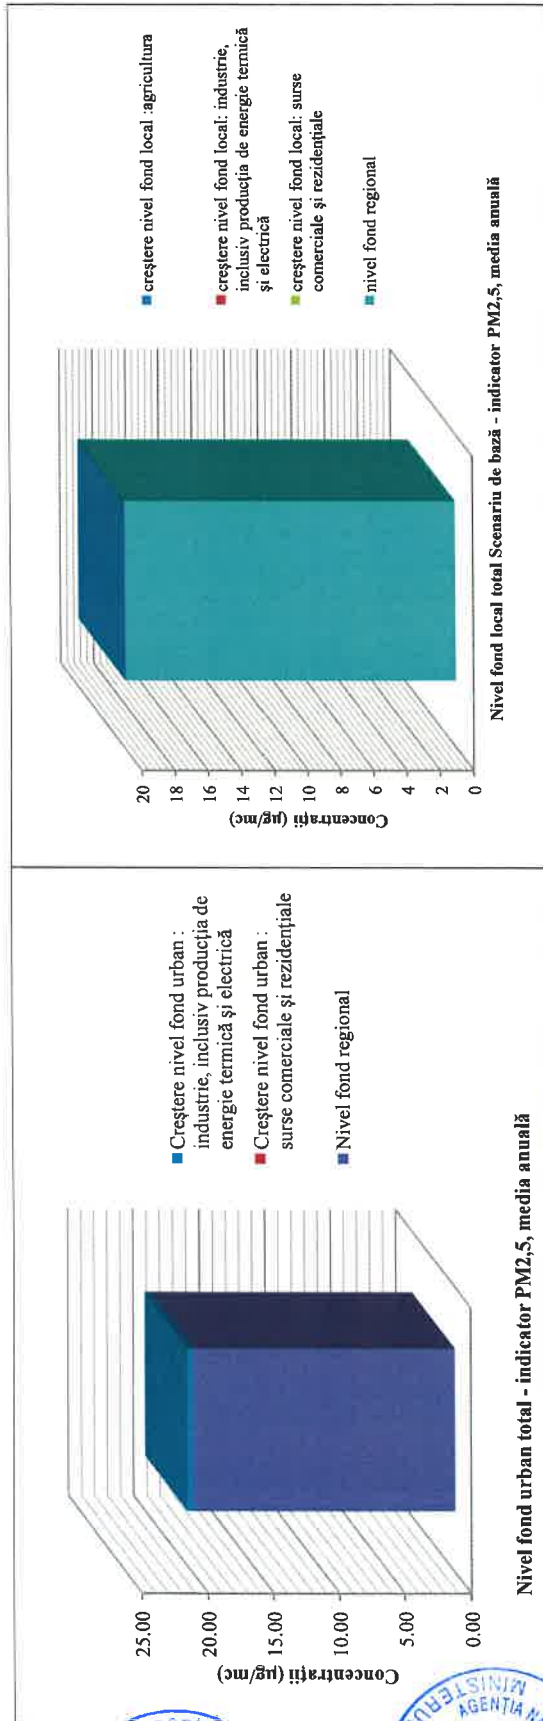 25.00
20.00
15.00
10.00
5.00
0.00
Concentrații (µg/mc)
Creștere nivel fond urban :
industrie, inclusiv producția de
energie termică și electrică
Creștere nivel fond urban :
surse comerciale și rezidențiale
Nivel fond regional
Nivel fond urban total - indicator PM2,5, media anuală
20
18
16
14
12
10
8
6
4
2
0
Concentrații (µg/mc)
creștere nivel fond local :agricultura
creștere nivel fond local: industrie,
inclusiv producția de energie termică
și electrică
creștere nivel fond local: surse
comerciale și rezidențiale
nivel fond regional
Nivel fond local total Scenariu de bază - indicator PM2,5, media anuală
AGENȚIA